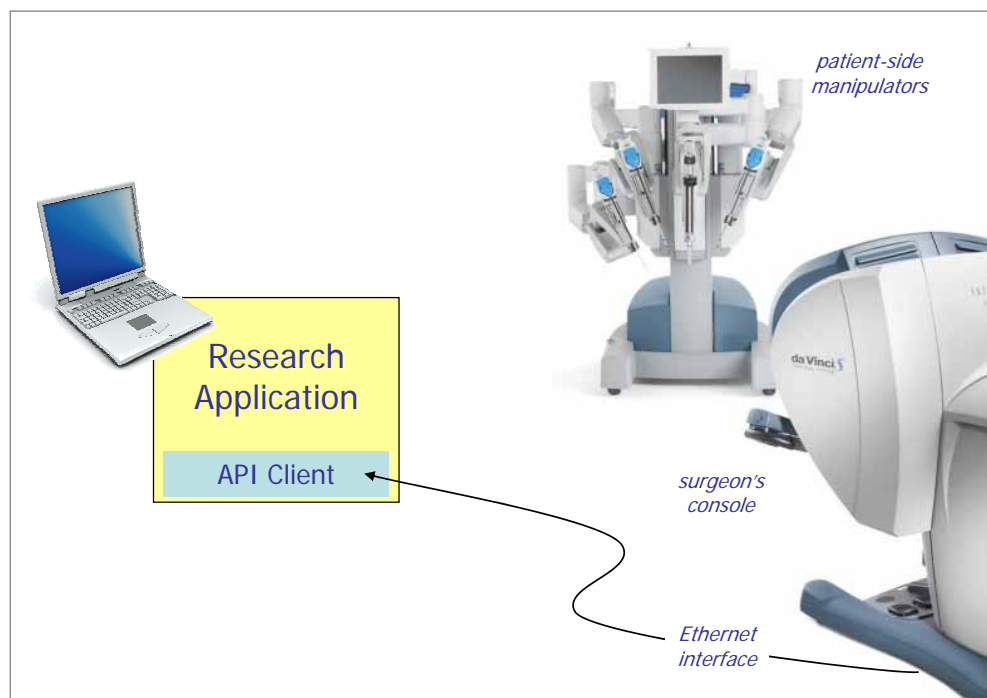 patient-side
manipulators
Research
Application
API Client
da Vinci S
surgeon's
console
Ethernet
interface